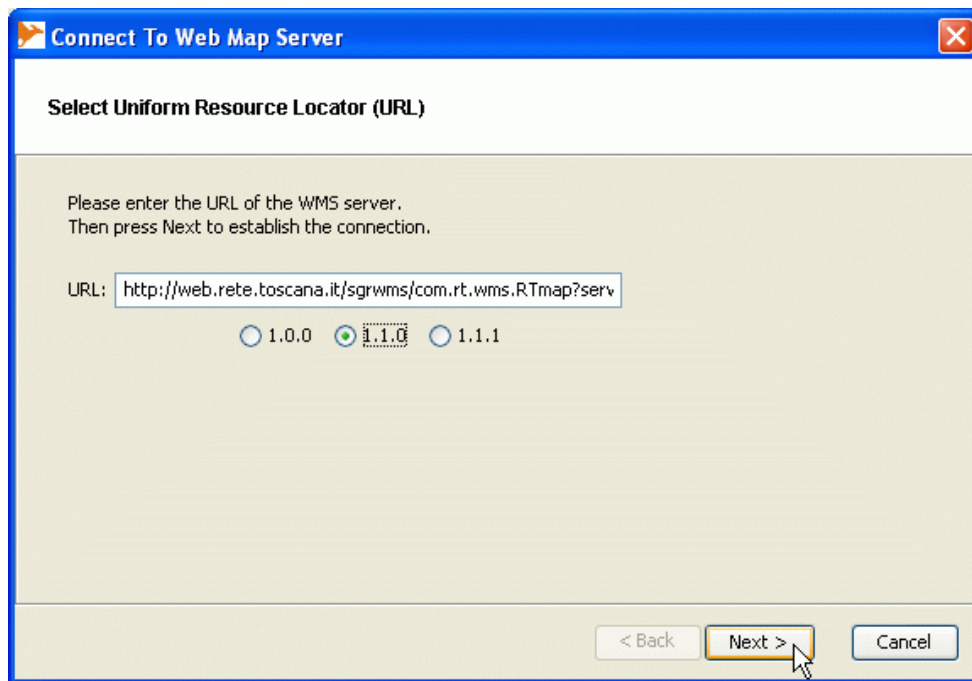 Connect To Web Map Server
Select Uniform Resource Locator (URL)
Please enter the URL of the WMS server.
Then press Next to establish the connection.
URL: http://web.rete.toscana.it/sgrwms/com.rt.wms.RTmap?serv
1.0.0 1.1.0 1.1.1
< Back Next > Cancel